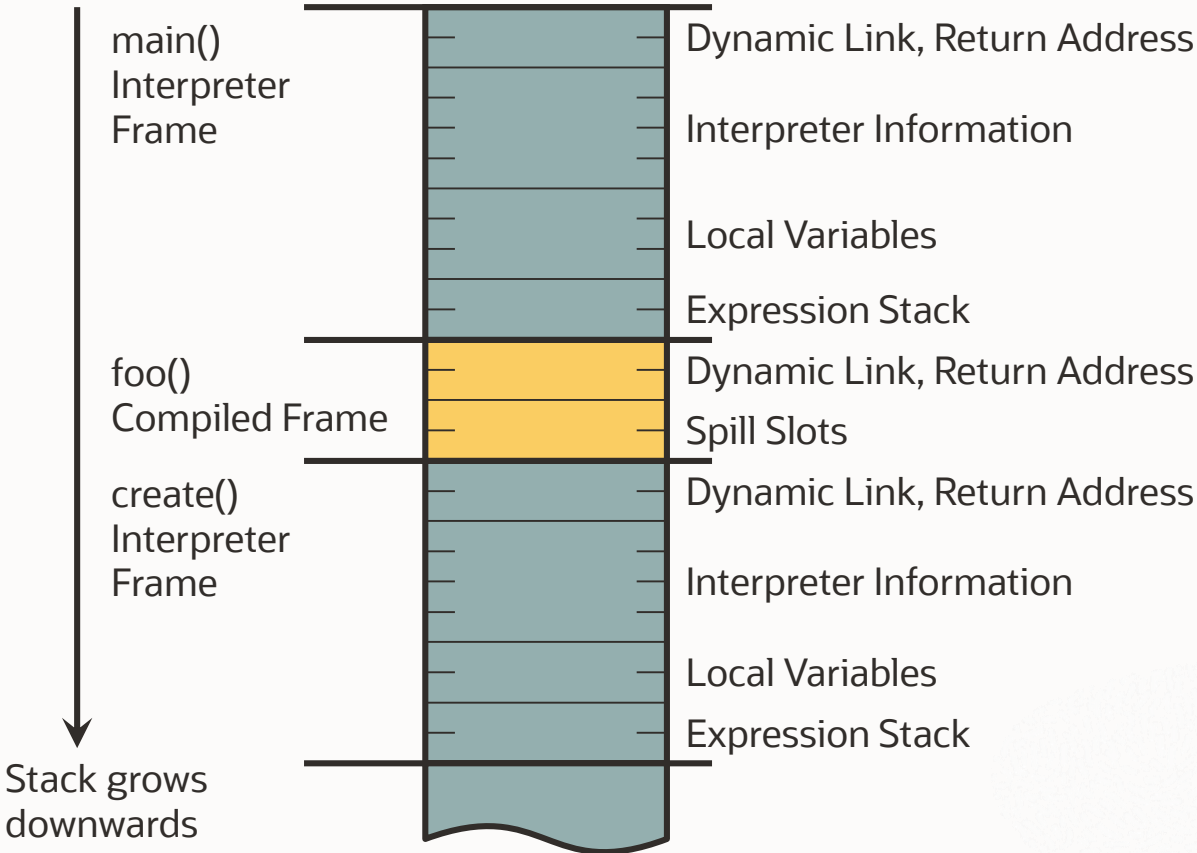 main()
Interpreter
Frame
Dynamic Link, Return Address
Interpreter Information
Local Variables
Expression Stack
foo()
Compiled Frame
Dynamic Link, Return Address
Spill Slots
create()
Interpreter
Frame
Dynamic Link, Return Address
Interpreter Information
Local Variables
Expression Stack
Stack grows
downwards